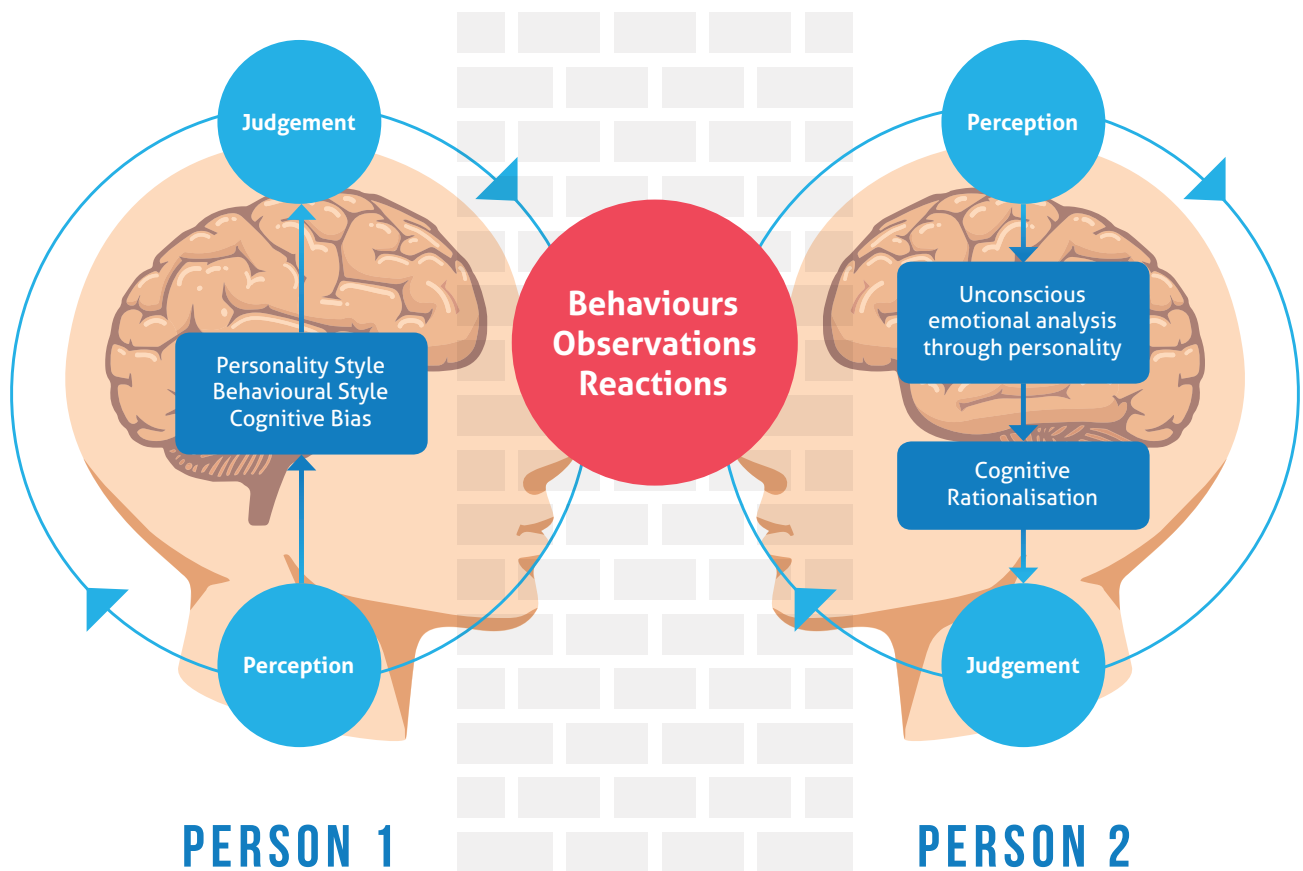 Judgement
Personality Style
Behavioural Style
Cognitive Bias
Perception
PERSON 1
Behaviours
Observations
Reactions
Perception
Unconscious
emotional analysis
through personality
Cognitive
Rationalisation
Judgement
PERSON 2